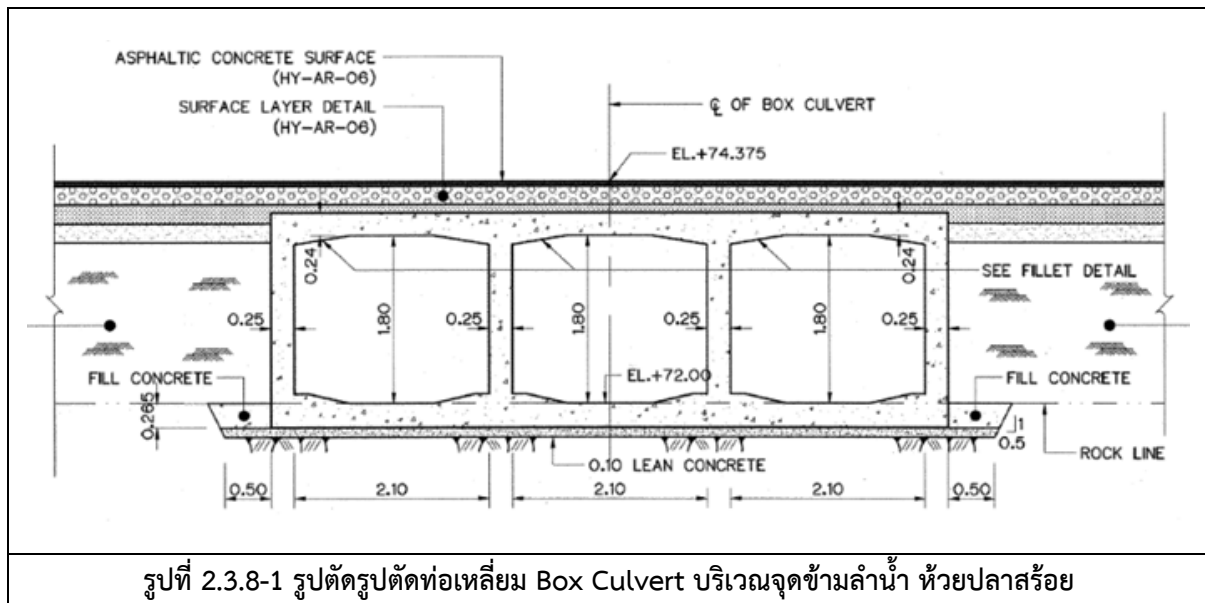 ASPHALTIC CONCRETE SURFACE
(HY-AR-06)
SURFACE LAYER DETAIL
(HY-AR-06)
℄ OF BOX CULVERT
EL.+74.375
0.24
0.24
SEE FILLET DETAIL
0.25
1.80
0.25
1.80
0.25
1.80
0.25
FILL CONCRETE
EL.+72.00
FILL CONCRETE
0.265
1
0.5
ROCK LINE
0.10 LEAN CONCRETE
0.50
2.10
2.10
2.10
0.50
รูปที่ 2.3.8-1 รูปตัดรูปตัดท่อเหลี่ยม Box Culvert บริเวณจุดข้ามลำน้ำ ห้วยปลาสร้อย